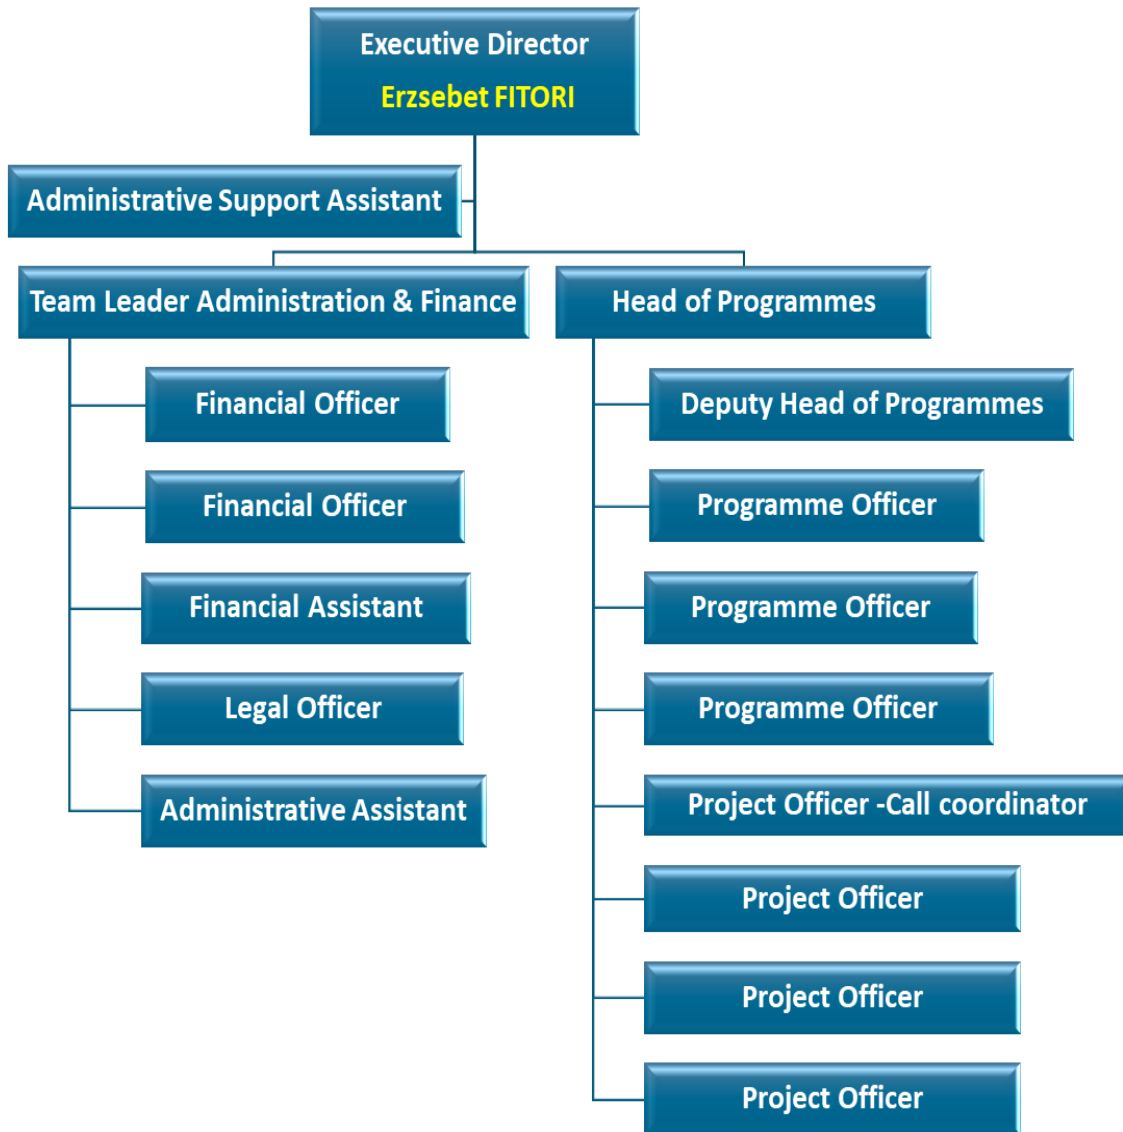 Executive Director
Erzsebet FITORI
Administrative Support Assistant
Team Leader Administration & Finance
Financial Officer
Financial Officer
Financial Assistant
Legal Officer
Administrative Assistant
Head of Programmes
Deputy Head of Programmes
Programme Officer
Programme Officer
Programme Officer
Project Officer -Call coordinator
Project Officer
Project Officer
Project Officer